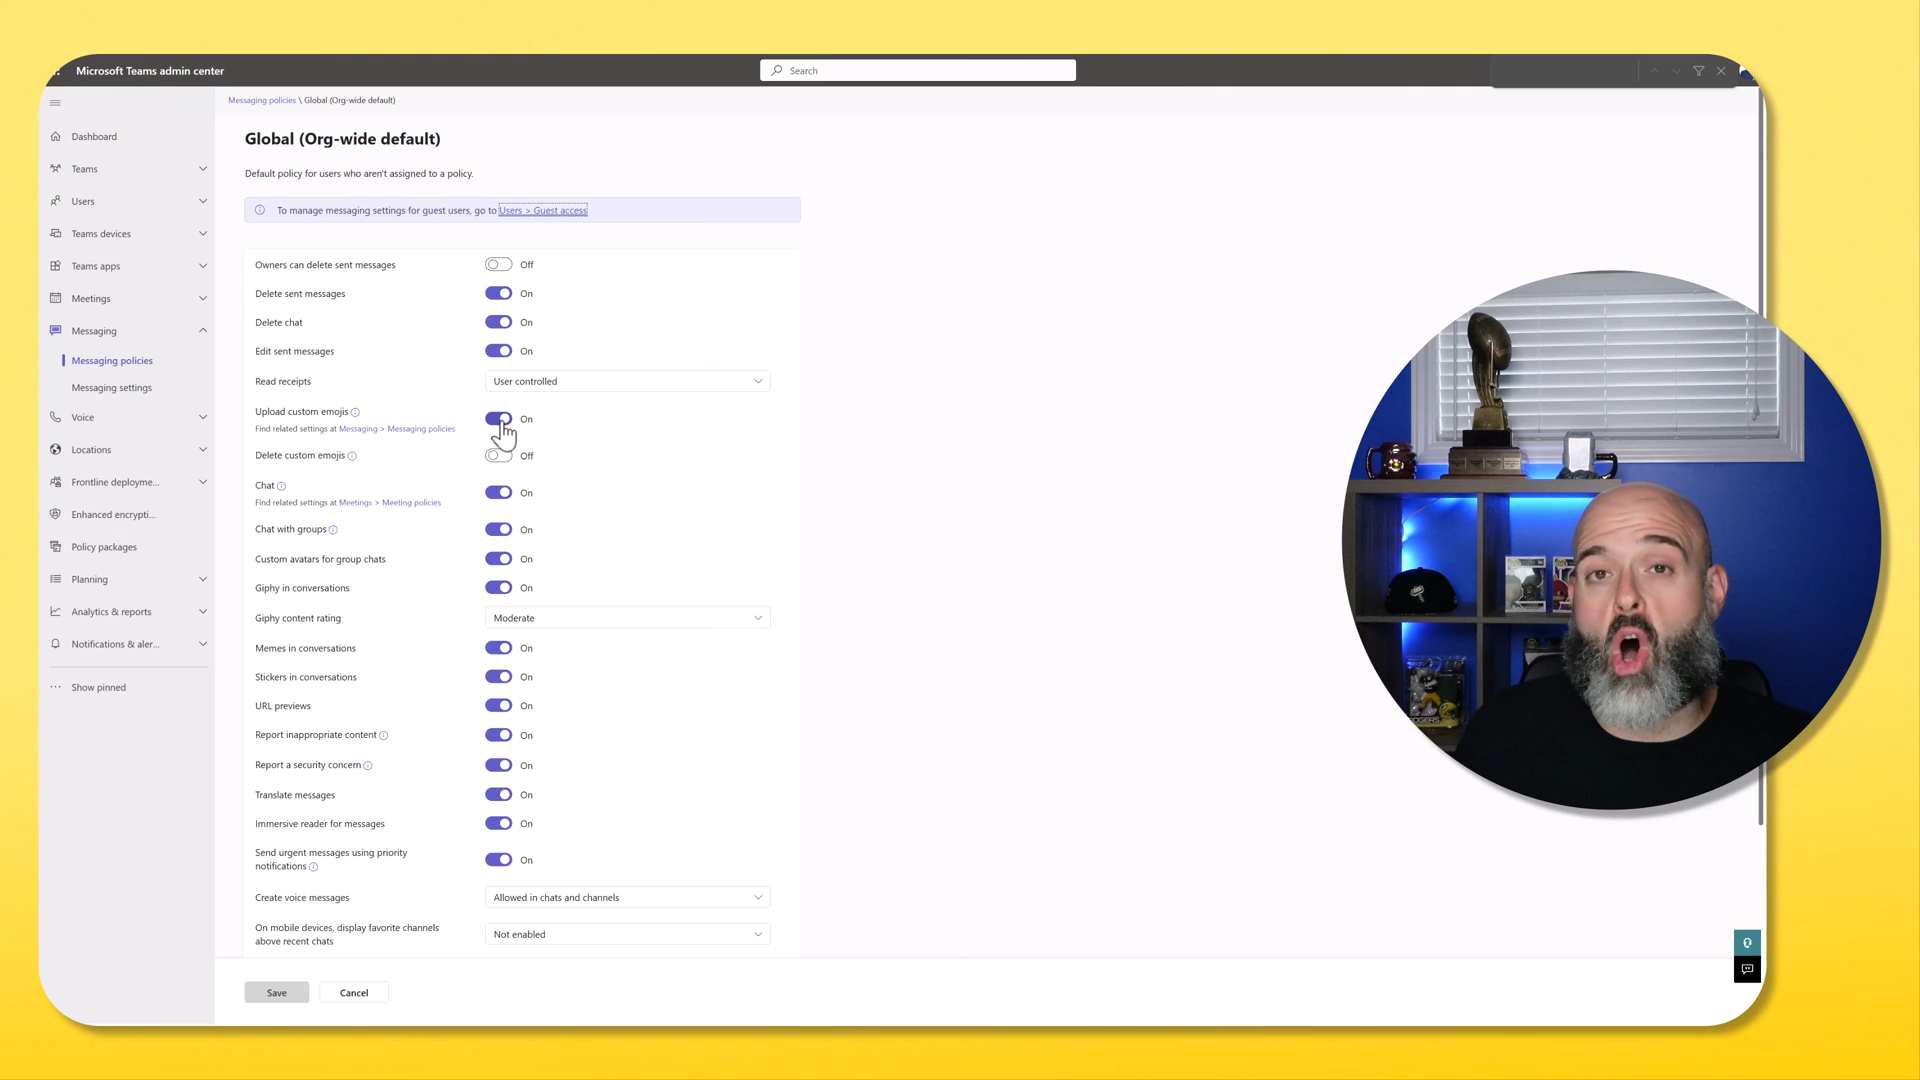 Microsoft Teams admin center
Search
Messaging policies \ Global (Org-wide default)
Dashboard
Teams
Users
Teams devices
Teams apps
Meetings
Messaging
Messaging policies
Messaging settings
Voice
Locations
Frontline deployme...
Enhanced encrypti...
Policy packages
Planning
Analytics & reports
Notifications & aler...
Show pinned
Global (Org-wide default)
Default policy for users who aren't assigned to a policy.
To manage messaging settings for guest users, go to Users > Guest access
Owners can delete sent messages Off
Delete sent messages On
Delete chat On
Edit sent messages On
Read receipts User controlled
Upload custom emojis On
Find related settings at Messaging > Messaging policies
Delete custom emojis Off
Chat On
Find related settings at Meetings > Meeting policies
Chat with groups On
Custom avatars for group chats On
Giphy in conversations On
Giphy content rating Moderate
Memes in conversations On
Stickers in conversations On
URL previews On
Report inappropriate content On
Report a security concern On
Translate messages On
Immersive reader for messages On
Send urgent messages using priority
notifications On
Create voice messages Allowed in chats and channels
On mobile devices, display favorite channels
above recent chats Not enabled
Save Cancel